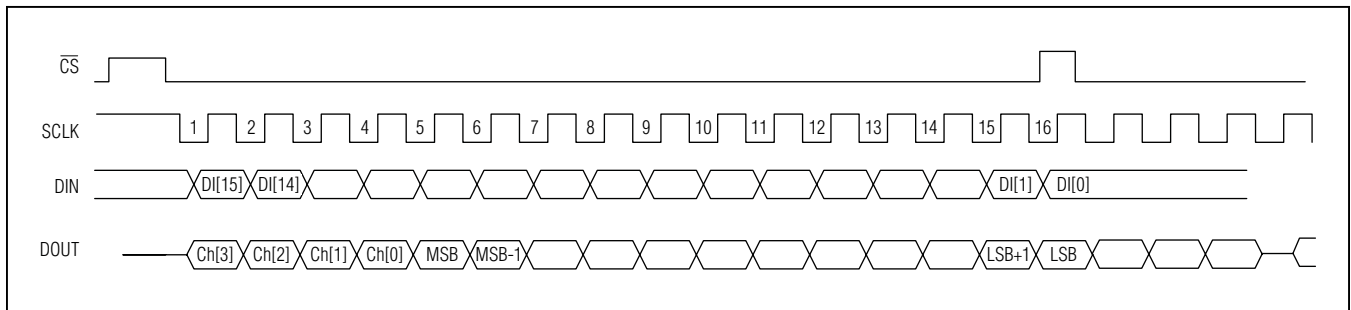 CS
SCLK 1 2 3 4 5 6 7 8 9 10 11 12 13 14 15 16
DIN DI[15] DI[14] DI[1] DI[0]
DOUT Ch[3] Ch[2] Ch[1] Ch[0] MSB MSB-1 LSB+1 LSB